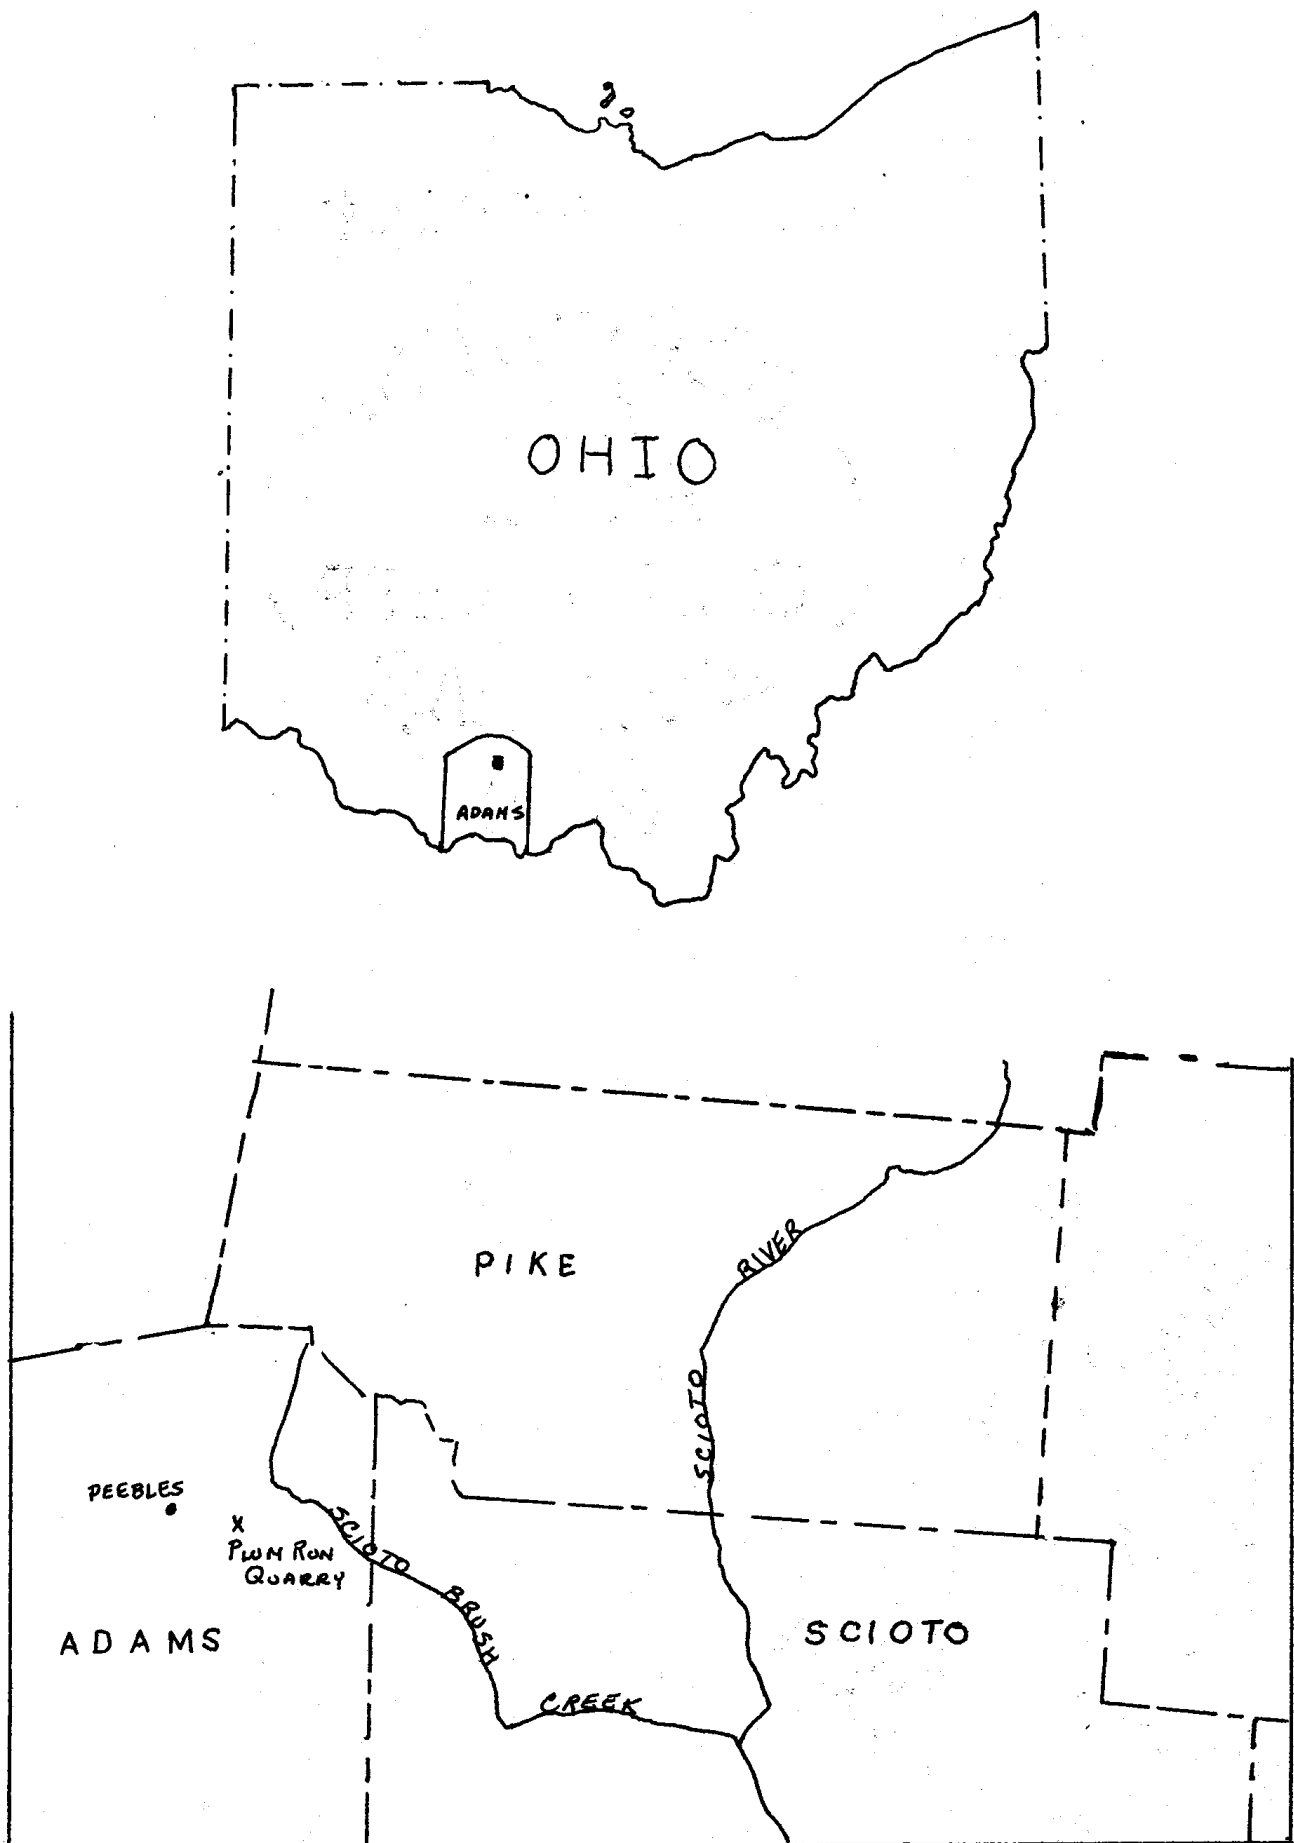 OHIO
ADAMS
RIVER
PIKE
SCIOTO
PEEBLES
X
PLUM RUN
QUARRY
SCIOTO
BRUSH
CREEK
ADAMS
SCIOTO